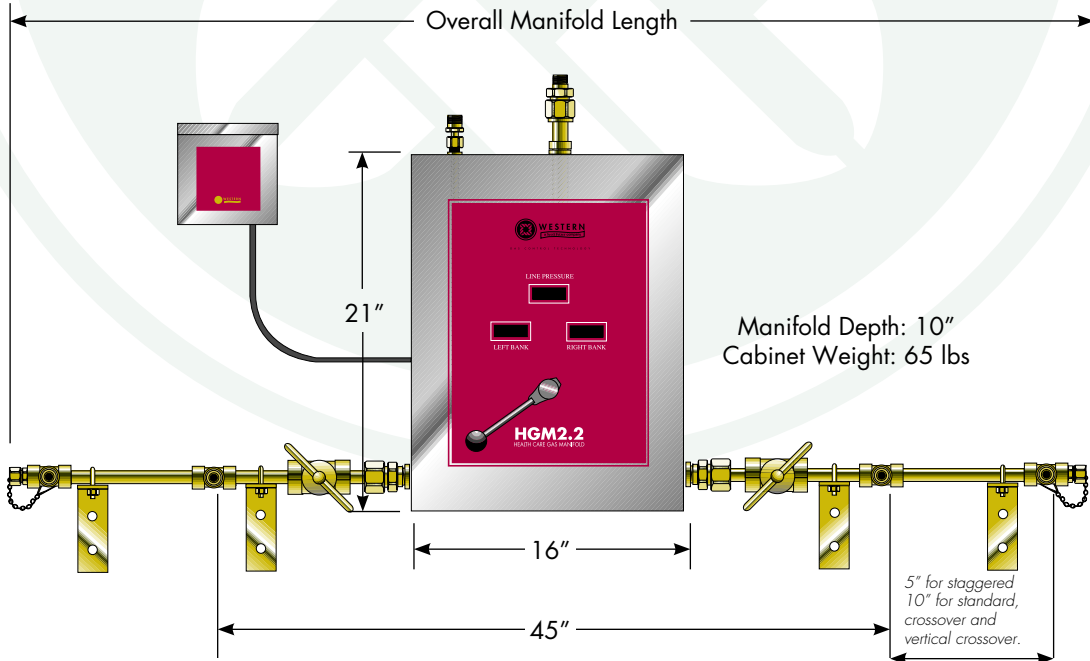 Overall Manifold Length
WESTERN
WESTERN
LINE PRESSURE
21”
LEFT BANK
RIGHT BANK
Manifold Depth: 10”
Cabinet Weight: 65 lbs
HGM2.2
HEALTH CARE GAS MANIFOLD
16”
5” for staggered
10” for standard,
crossover and
vertical crossover.
45”